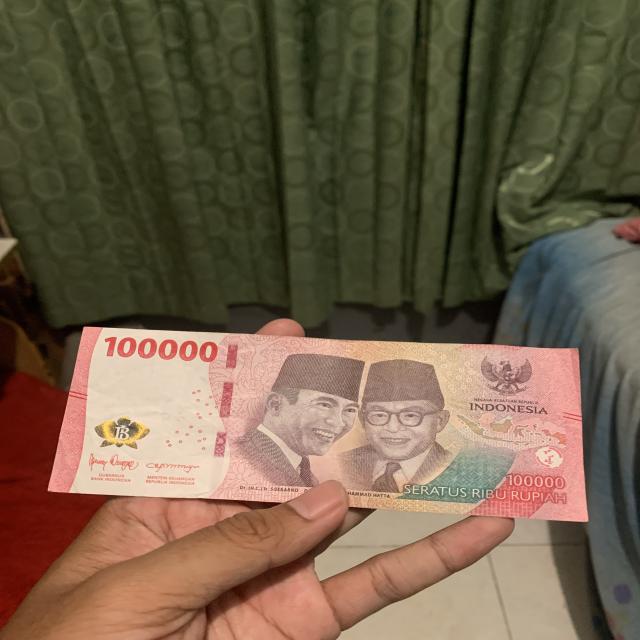 100000
NEGARA KESATUAN REPUBLIK
INDONESIA
GUBERNUR
BANK INDONESIA
MENTERI KEUANGAN
REPUBLIK INDONESIA
Dr. (H.C.) Ir. SOEKARNO
MMAD HATTA
100000
SERATUS RIBU RUPIAH